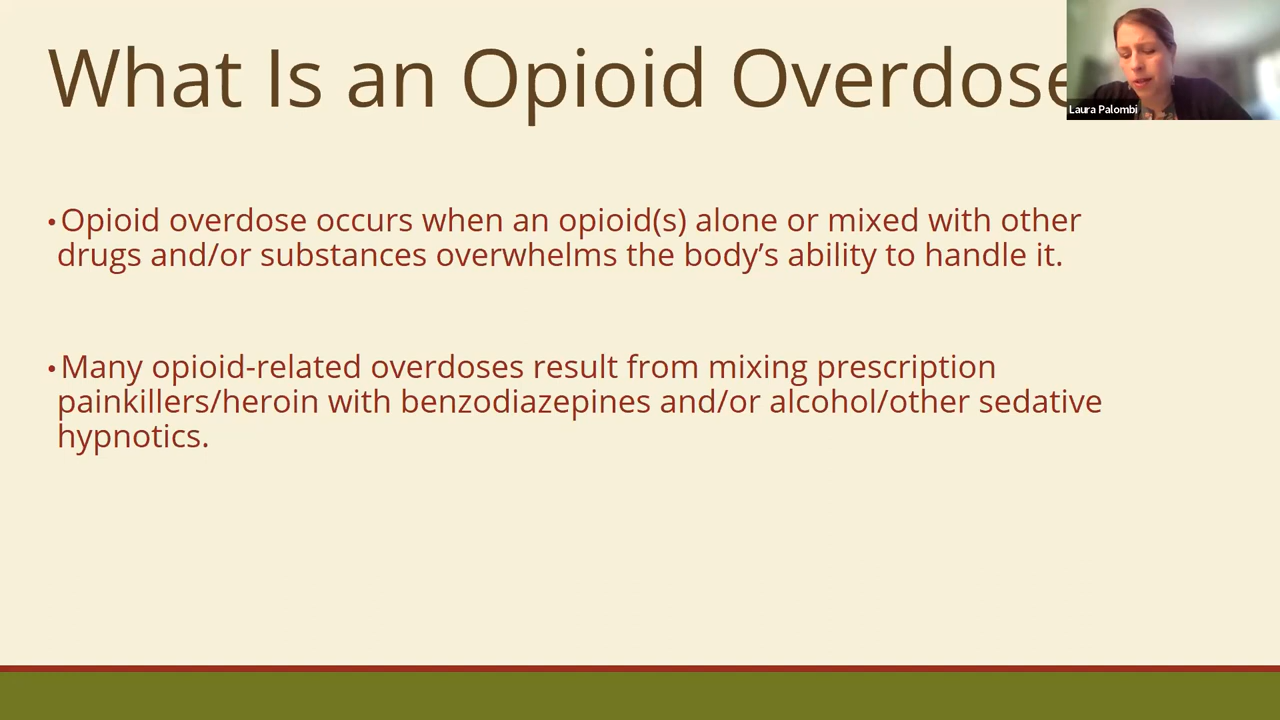 What Is an Opioid Overdose
Laura Palombi
•Opioid overdose occurs when an opioid(s) alone or mixed with other
drugs and/or substances overwhelms the body’s ability to handle it.
•Many opioid-related overdoses result from mixing prescription
painkillers/heroin with benzodiazepines and/or alcohol/other sedative
hypnotics.